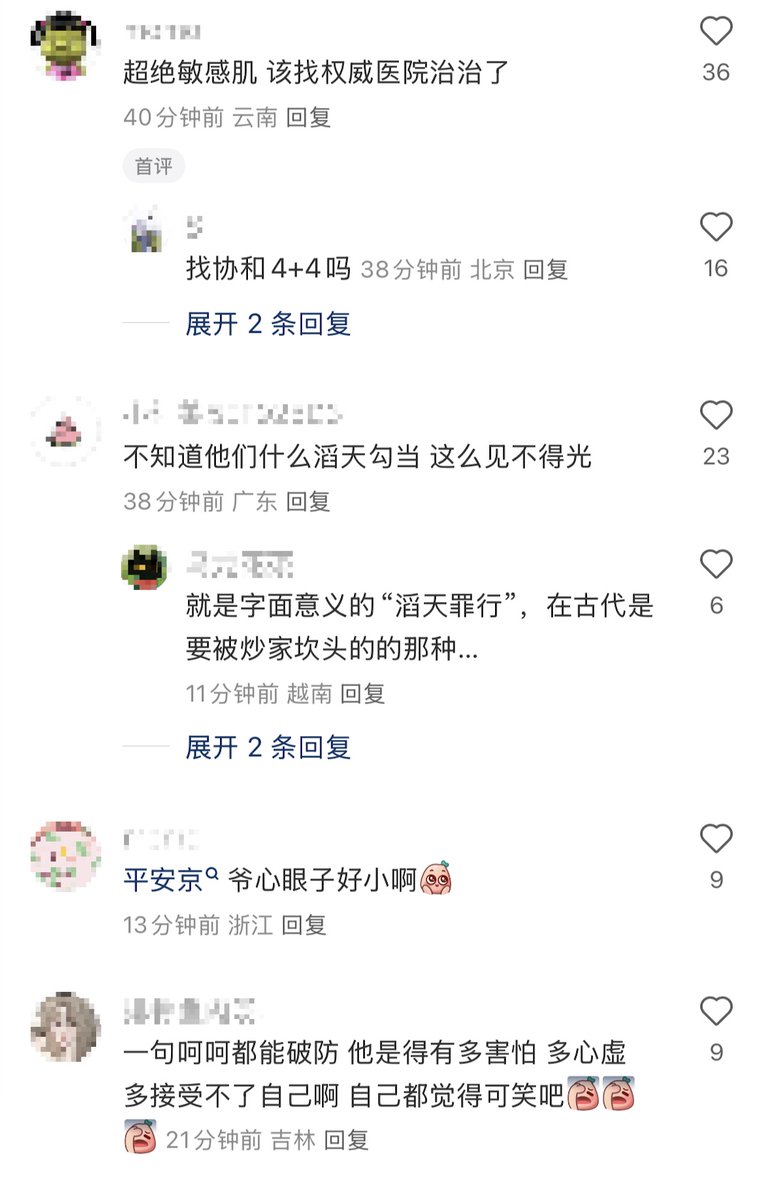 超绝敏感肌 该找权威医院治治了
36
40分钟前 云南 回复
首评
找协和4+4吗 38分钟前 北京 回复
16
展开 2 条回复
不知道他们什么滔天勾当 这么见不得光
23
38分钟前 广东 回复
就是字面意义的“滔天罪行”，在古代是
6
要被炒家坎头的的那种...
11分钟前 越南 回复
展开 2 条回复
平安京 爷心眼子好小啊
9
13分钟前 浙江 回复
一句呵呵都能破防 他是得有多害怕 多心虚
9
多接受不了自己啊 自己都觉得可笑吧
21分钟前 吉林 回复